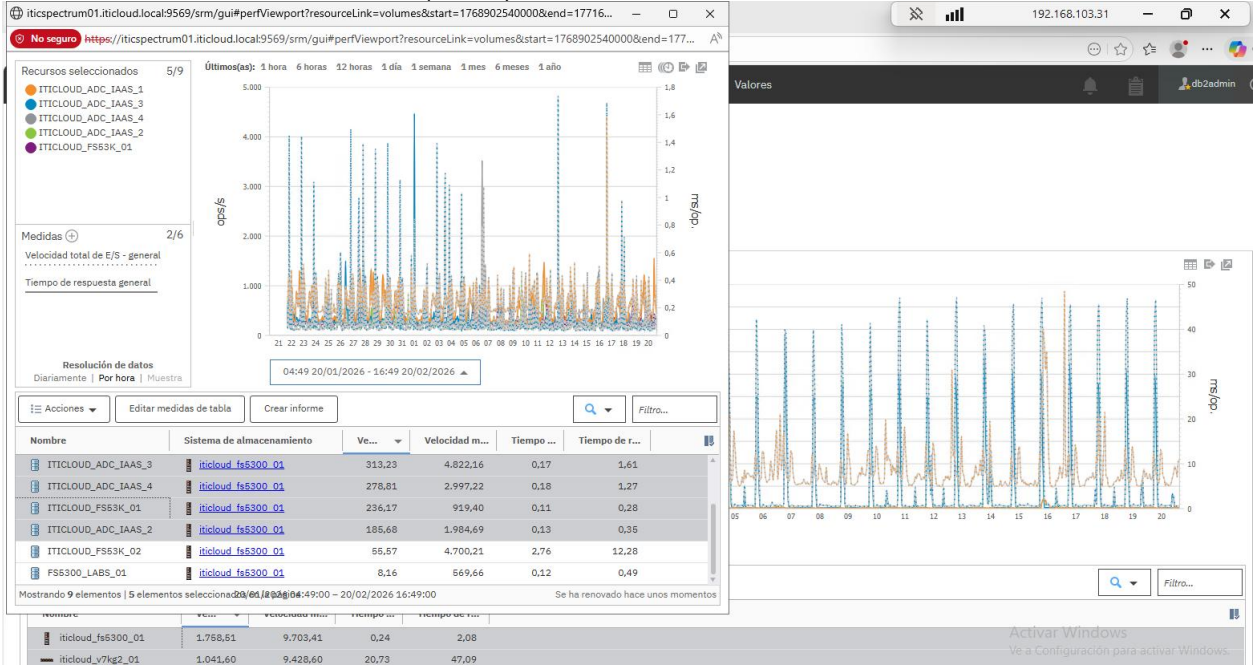 iticspectrum01.iticloud.local:9569/srm/gui#perfViewport?resourceLink=volumes&start=1768902540000&end=17716...
No seguro https://iticspectrum01.iticloud.local:9569/srm/gui#perfViewport?resourceLink=volumes&start=1768902540000&end=177...
192.168.103.31
Valores
db2admin
Recursos seleccionados 5/9
ITICLOUD_ADC_IAAS_1
ITICLOUD_ADC_IAAS_3
ITICLOUD_ADC_IAAS_4
ITICLOUD_ADC_IAAS_2
ITICLOUD_FS53K_01
Medidas 2/6
Velocidad total de E/S - general
Tiempo de respuesta general
Resolución de datos
Diariamente | Por hora | Muestra
Últimos(as): 1 hora 6 horas 12 horas 1 día 1 semana 1 mes 6 meses 1 año
5.000
4.000
3.000
2.000
1.000
0
ops/s
1,8
1,6
1,4
1,2
1
0,8
0,6
0,4
0,2
0
ms/op.
21 22 23 24 25 26 27 28 29 30 31 01 02 03 04 05 06 07 08 09 10 11 12 13 14 15 16 17 18 19 20
04:49 20/01/2026 - 16:49 20/02/2026
50
40
30
20
10
0
ms/op.
05 06 07 08 09 10 11 12 13 14 15 16 17 18 19 20
Acciones Editar medidas de tabla Crear informe Filtro...
Nombre Sistema de almacenamiento Ve... Velocidad m... Tiempo ... Tiempo de r...
ITICLOUD_ADC_IAAS_3 iticloud_fs5300_01 313,23 4.822,16 0,17 1,61
ITICLOUD_ADC_IAAS_4 iticloud_fs5300_01 278,81 2.997,22 0,18 1,27
ITICLOUD_FS53K_01 iticloud_fs5300_01 236,17 919,40 0,11 0,28
ITICLOUD_ADC_IAAS_2 iticloud_fs5300_01 185,68 1.984,69 0,13 0,35
ITICLOUD_FS53K_02 iticloud_fs5300_01 55,57 4.700,21 2,76 12,28
FS5300_LABS_01 iticloud_fs5300_01 8,16 569,66 0,12 0,49
Mostrando 9 elementos | 5 elementos seleccionados en la página 20/01/2026 04:49:00 – 20/02/2026 16:49:00 Se ha renovado hace unos momentos
Filtro...
Nombre Ve... Velocidad m... Tiempo ... Tiempo de r...
iticloud_fs5300_01 1.758,51 9.703,41 0,24 2,08
iticloud_v7kg2_01 1.041,60 9.428,60 20,73 47,09
Activar Windows
Ve a Configuración para activar Windows.